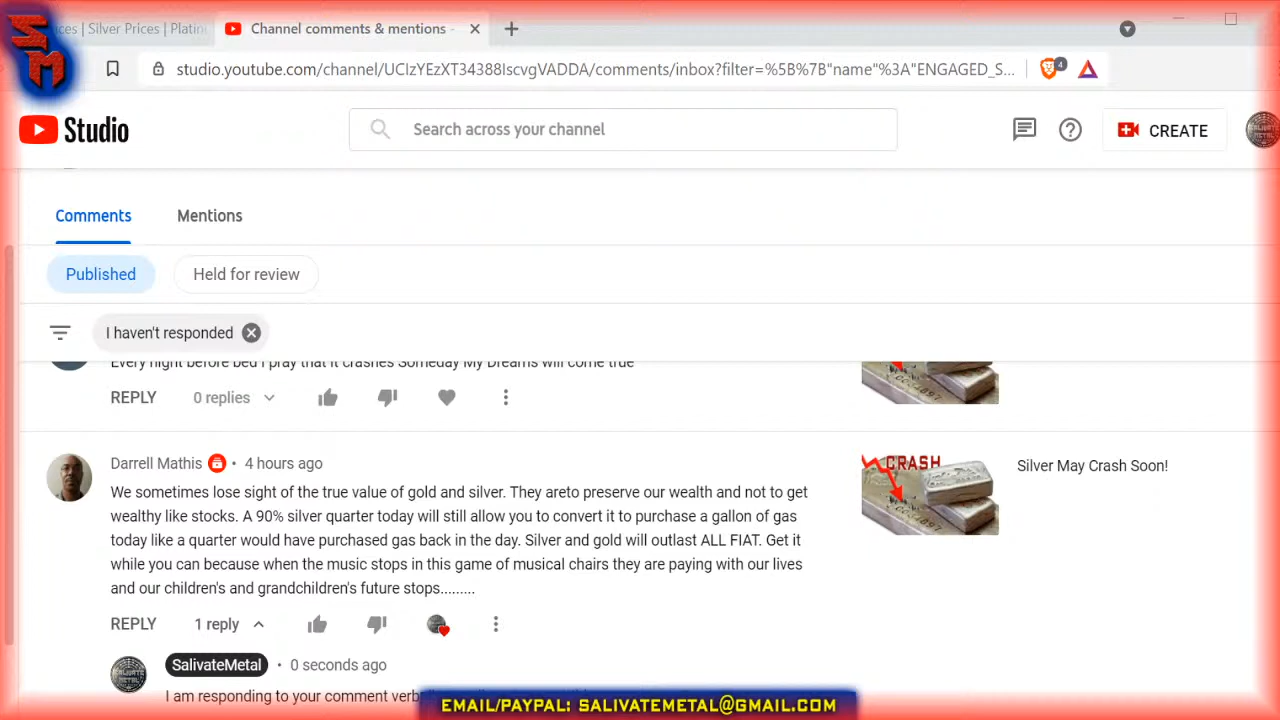 SM
ices | Silver Prices | Platin
Channel comments & mentions -
studio.youtube.com/channel/UCIzYEzXT34388IscvgVADDA/comments/inbox?filter=%5B%7B"name"%3A"ENGAGED_S...
4
Studio
Search across your channel
CREATE
Comments
Mentions
Published
Held for review
I haven't responded
Every night before bed I pray that it crashes Someday My Dreams will come true
REPLY
0 replies
Darrell Mathis
• 4 hours ago
CRASH
Silver May Crash Soon!
We sometimes lose sight of the true value of gold and silver. They areto preserve our wealth and not to get
wealthy like stocks. A 90% silver quarter today will still allow you to convert it to purchase a gallon of gas
today like a quarter would have purchased gas back in the day. Silver and gold will outlast ALL FIAT. Get it
while you can because when the music stops in this game of musical chairs they are paying with our lives
and our children's and grandchildren's future stops.........
REPLY
1 reply
SalivateMetal
• 0 seconds ago
I am responding to your comment
EMAIL/PAYPAL: SALIVATEMETAL@GMAIL.COM